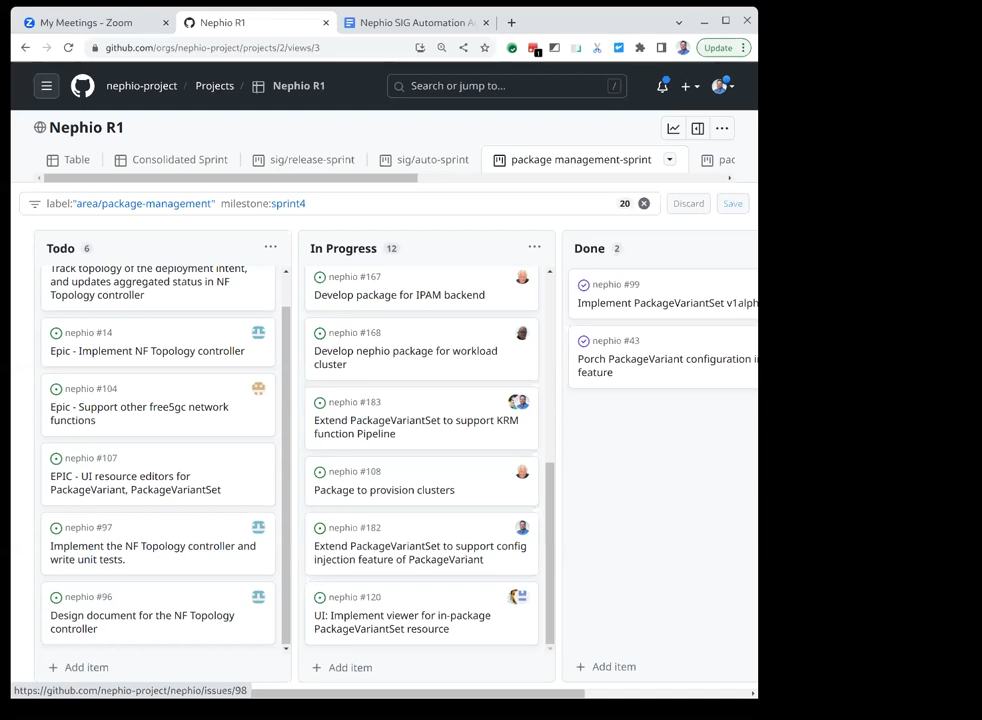 My Meetings - Zoom
Nephio R1
Nephio SIG Automation A
github.com/orgs/nephio-project/projects/2/views/3
1
Update
nephio-project / Projects / Nephio R1
Search or jump to...
/
Nephio R1
Table
Consolidated Sprint
sig/release-sprint
sig/auto-sprint
package management-sprint
pac
label:"area/package-management" milestone:sprint4
20
Discard
Save
Todo 6
Track topology of the deployment intent,
and updates aggregated status in NF
Topology controller
nephio #14
Epic - Implement NF Topology controller
nephio #104
Epic - Support other free5gc network
functions
nephio #107
EPIC - UI resource editors for
PackageVariant, PackageVariantSet
nephio #97
Implement the NF Topology controller and
write unit tests.
nephio #96
Design document for the NF Topology
controller
Add item
In Progress 12
nephio #167
Develop package for IPAM backend
nephio #168
Develop nephio package for workload
cluster
nephio #183
Extend PackageVariantSet to support KRM
function Pipeline
nephio #108
Package to provision clusters
nephio #182
Extend PackageVariantSet to support config
injection feature of PackageVariant
nephio #120
UI: Implement viewer for in-package
PackageVariantSet resource
Add item
Done 2
nephio #99
Implement PackageVariantSet v1alph
nephio #43
Porch PackageVariant configuration i
feature
Add item
https://github.com/nephio-project/nephio/issues/98